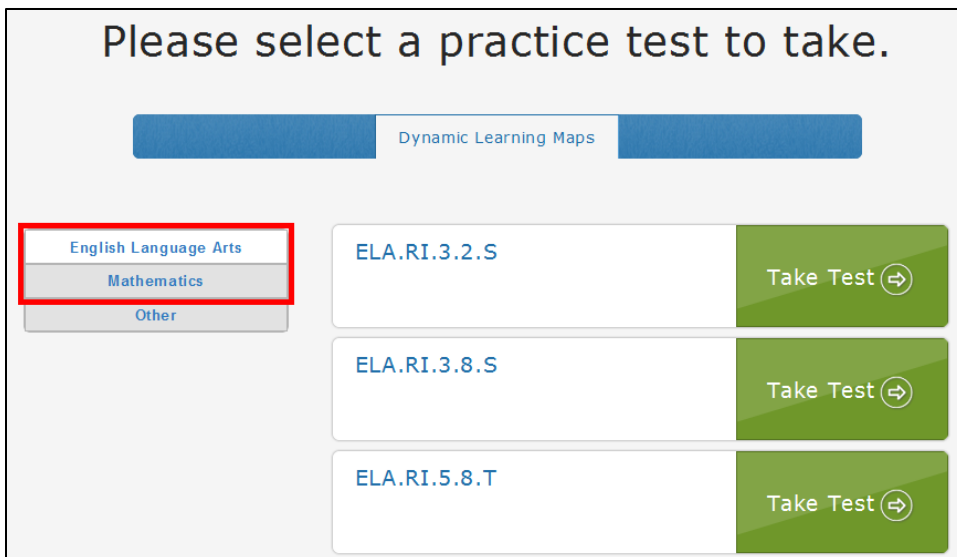 Please select a practice test to take.
Dynamic Learning Maps
English Language Arts
Mathematics
Other
ELA.RI.3.2.S
Take Test
ELA.RI.3.8.S
Take Test
ELA.RI.5.8.T
Take Test